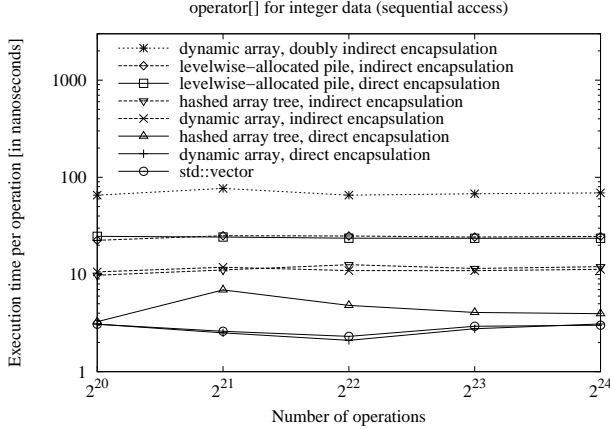 operator[] for integer data (sequential access)
Execution time per operation [in nanoseconds]
1000
100
10
1
dynamic array, doubly indirect encapsulation
levelwise−allocated pile, indirect encapsulation
levelwise−allocated pile, direct encapsulation
hashed array tree, indirect encapsulation
dynamic array, indirect encapsulation
hashed array tree, direct encapsulation
dynamic array, direct encapsulation
std::vector
2^20 2^21 2^22 2^23 2^24
Number of operations